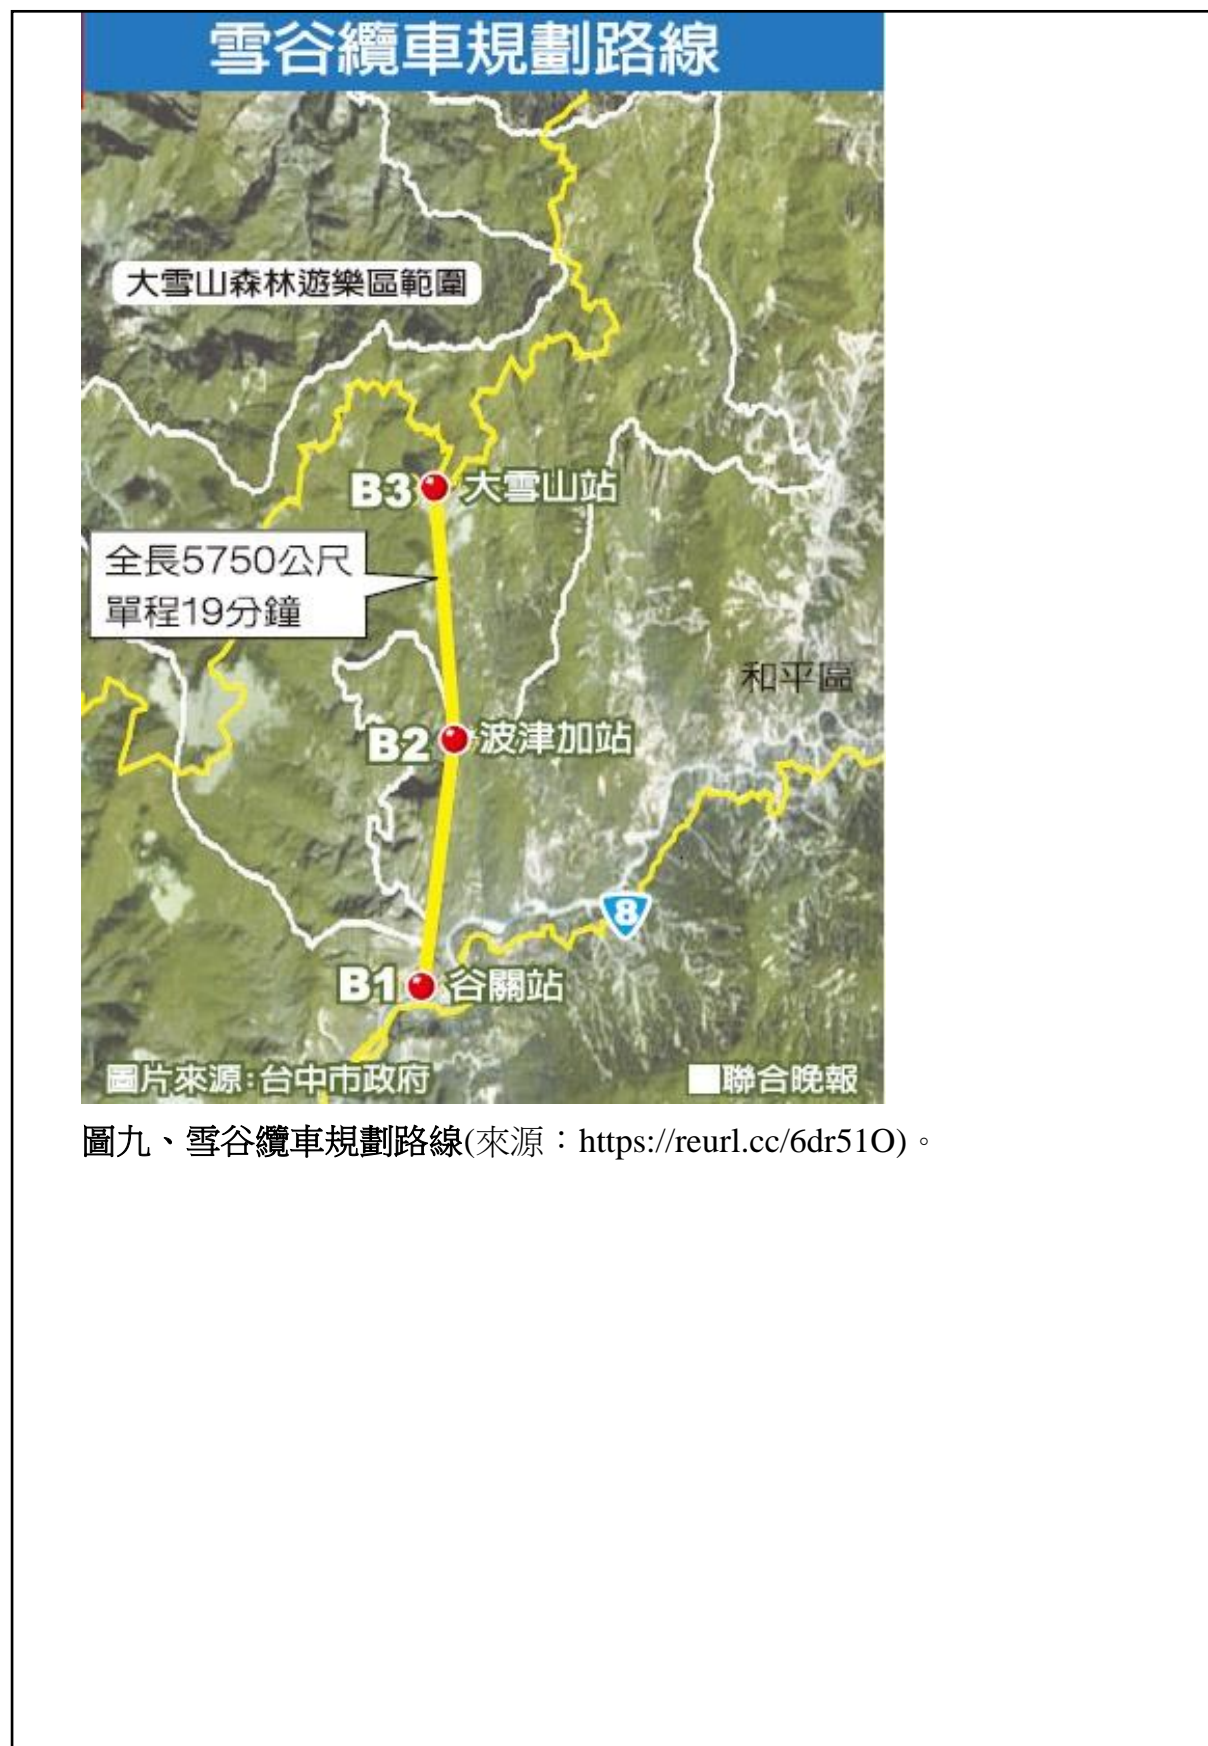 雪谷纜車規劃路線
大雪山森林遊樂區範圍
B3 大雪山站
全長5750公尺
單程19分鐘
和平區
B2 波津加站
8
B1 谷關站
圖片來源:台中市政府
聯合晚報
圖九、雪谷纜車規劃路線(來源：https://reurl.cc/6dr51O)。